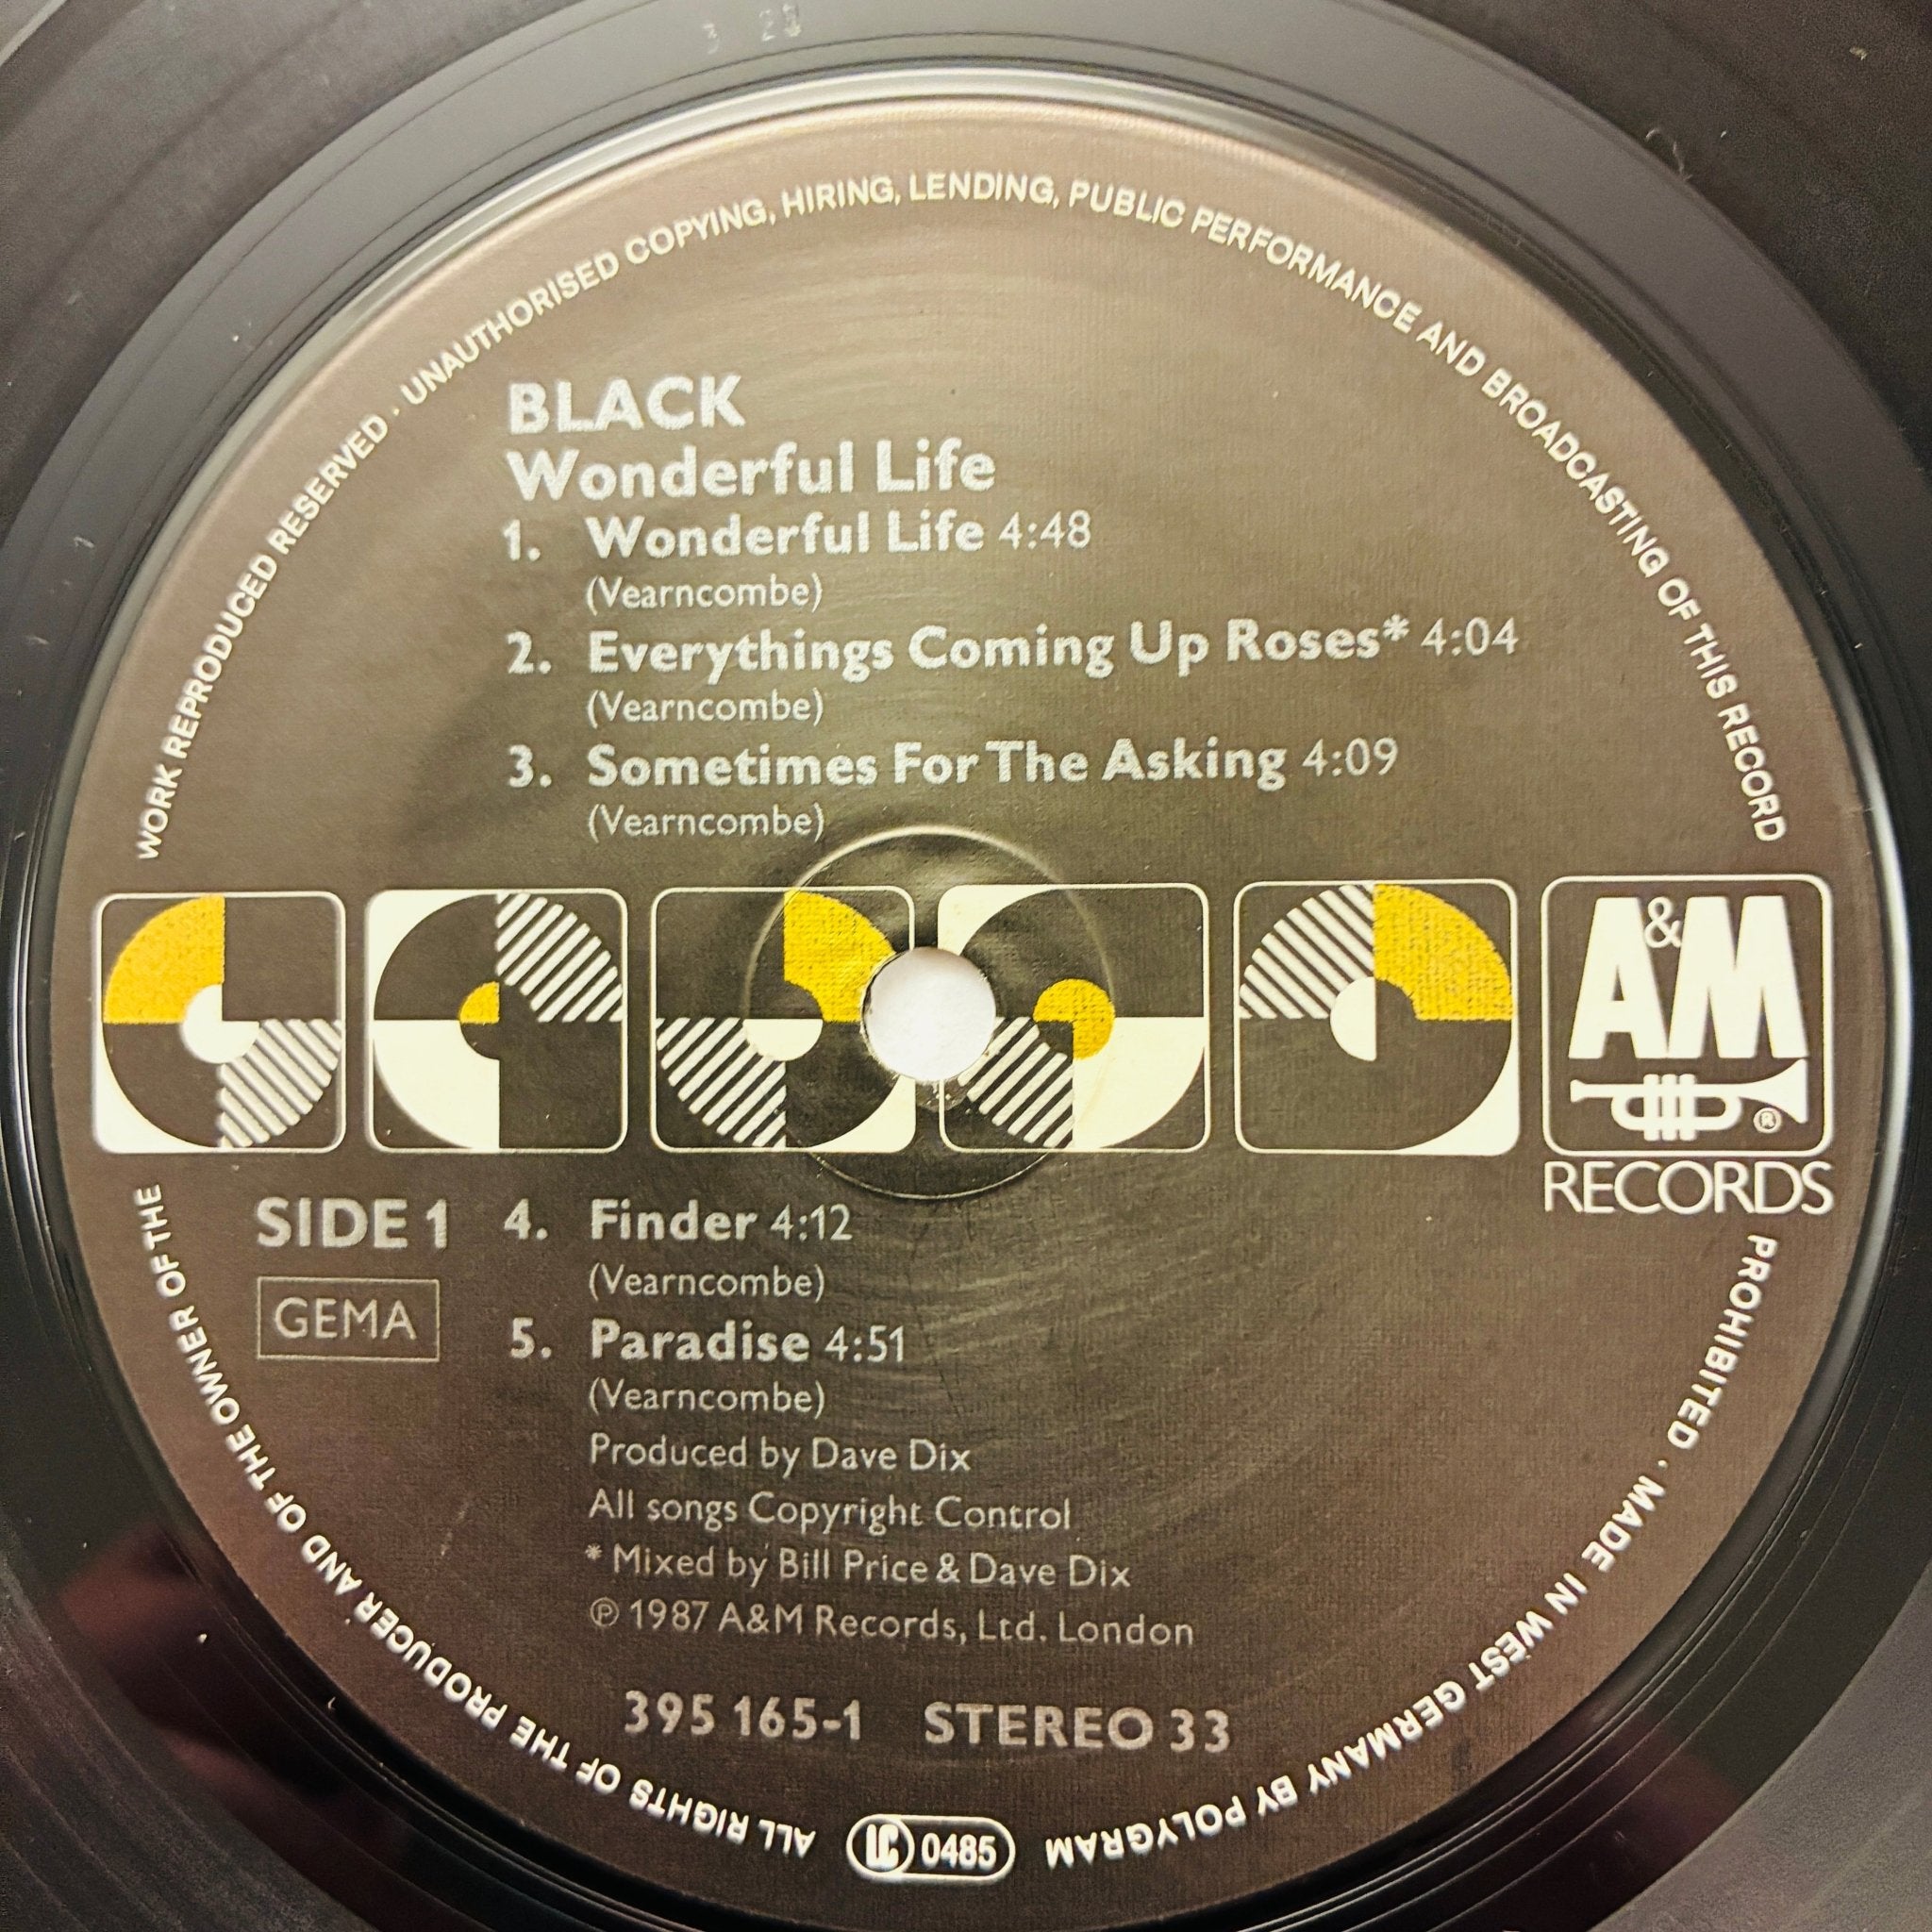 BLACK
Wonderful Life
1. Wonderful Life 4:48
(Vearncombe)
2. Everythings Coming Up Roses* 4:04
(Vearncombe)
3. Sometimes For The Asking 4:09
(Vearncombe)
A&M
®
RECORDS
SIDE 1
GEMA
4. Finder 4:12
(Vearncombe)
5. Paradise 4:51
(Vearncombe)
Produced by Dave Dix
All songs Copyright Control
* Mixed by Bill Price & Dave Dix
℗ 1987 A&M Records, Ltd. London
395 165-1 STEREO 33
LC 0485
ALL RIGHTS OF THE PRODUCER AND OF THE OWNER OF THE WORK REPRODUCED RESERVED · UNAUTHORISED COPYING, HIRING, LENDING, PUBLIC PERFORMANCE AND BROADCASTING OF THIS RECORD PROHIBITED · MADE IN WEST GERMANY BY POLYGRAM